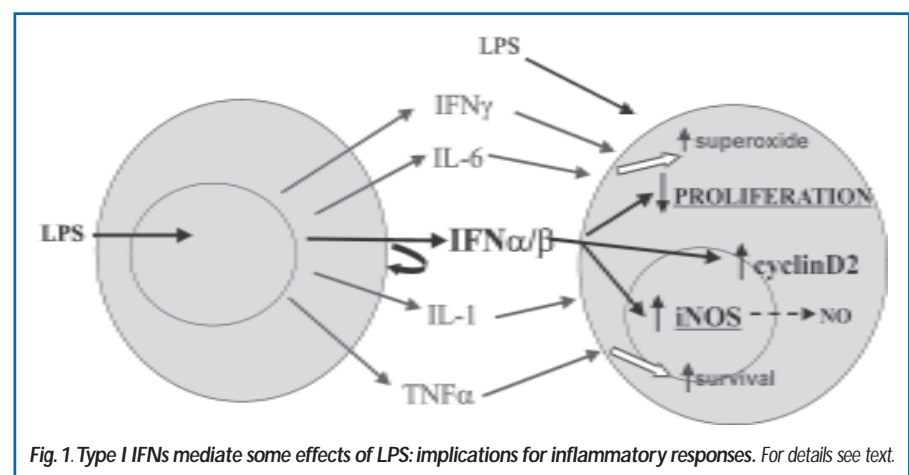 LPS
IFNγ
↑superoxide
IL-6
↓ PROLIFERATION
LPS
IFNα/β
↑cyclinD2
IL-1
↑ iNOS
NO
↑survival
TNFα
Fig. 1. Type I IFNs mediate some effects of LPS: implications for inflammatory responses. For details see text.